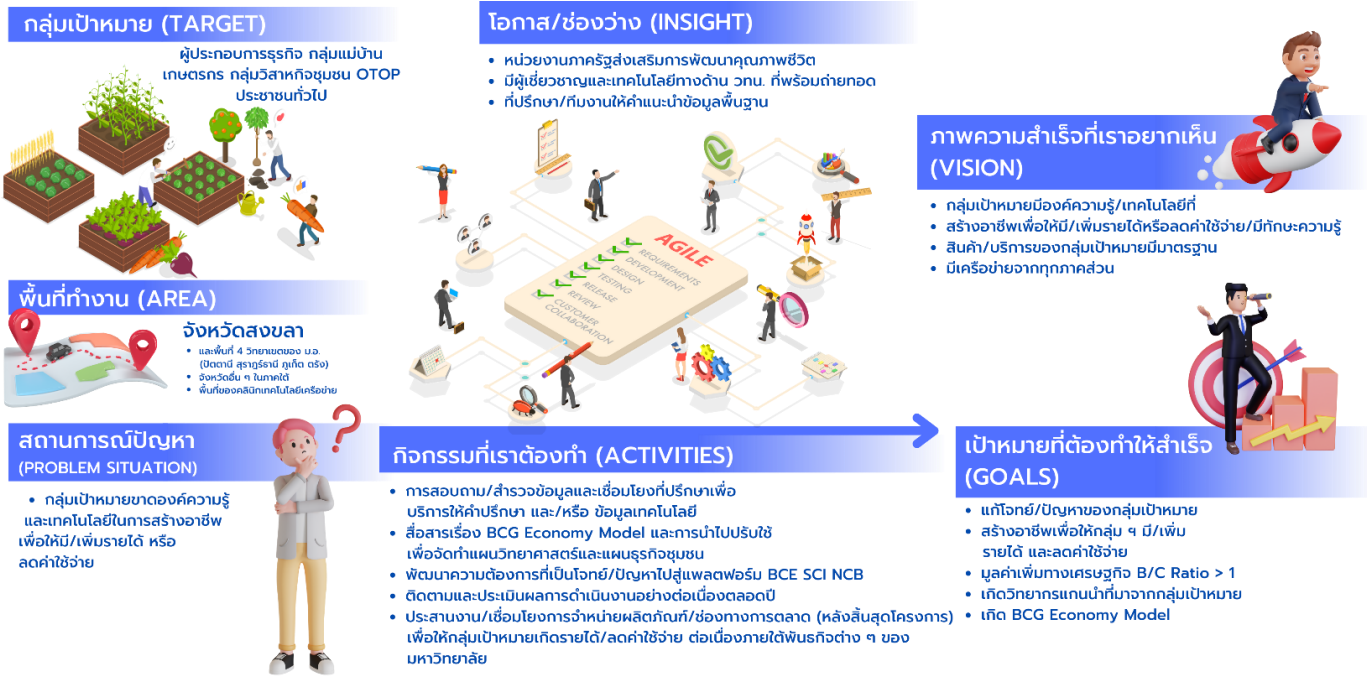 กลุ่มเป้าหมาย (TARGET)
ผู้ประกอบการธุรกิจ กลุ่มแม่บ้าน
เกษตรกร กลุ่มวิสาหกิจชุมชน OTOP
ประชาชนทั่วไป
โอกาส/ช่องว่าง (INSIGHT)
• หน่วยงานภาครัฐส่งเสริมการพัฒนาคุณภาพชีวิต
• มีผู้เชี่ยวชาญและเทคโนโลยีทางด้าน วทน. ที่พร้อมถ่ายทอด
• ที่ปรึกษา/ทีมงานให้คำแนะนำข้อมูลพื้นฐาน
AGILE
REQUIREMENTS
DEVELOPMENT
DESIGN
TESTING
RELEASE
REVIEW
CUSTOMER
COLLABORATION
ภาพความสำเร็จที่เราอยากเห็น
(VISION)
• กลุ่มเป้าหมายมีองค์ความรู้/เทคโนโลยีที่
• สร้างอาชีพเพื่อให้มี/เพิ่มรายได้หรือลดค่าใช้จ่าย/มีทักษะความรู้
• สินค้า/บริการของกลุ่มเป้าหมายมีมาตรฐาน
• มีเครือข่ายจากทุกภาคส่วน
พื้นที่ทำงาน (AREA)
จังหวัดสงขลา
• และพื้นที่ 4 วิทยาเขตของ ม.อ.
(ปัตตานี สุราฎร์ธานี ภูเก็ต ตรัง)
• จังหวัดอื่น ๆ ในภาคใต้
• พื้นที่ของคลินิกเทคโนโลยีเครือข่าย
สถานการณ์ปัญหา
(PROBLEM SITUATION)
• กลุ่มเป้าหมายขาดองค์ความรู้
และเทคโนโลยีในการสร้างอาชีพ
เพื่อให้มี/เพิ่มรายได้ หรือ
ลดค่าใช้จ่าย
กิจกรรมที่เราต้องทำ (ACTIVITIES)
• การสอบถาม/สำรวจข้อมูลและเชื่อมโยงที่ปรึกษาเพื่อ
บริการให้คำปรึกษา และ/หรือ ข้อมูลเทคโนโลยี
• สื่อสารเรื่อง BCG Economy Model และการนำไปปรับใช้
เพื่อจัดทำแผนวิทยาศาสตร์และแผนธุรกิจชุมชน
• พัฒนาความต้องการที่เป็นโจทย์/ปัญหาไปสู่แพลตฟอร์ม BCE SCI NCB
• ติดตามและประเมินผลการดำเนินงานอย่างต่อเนื่องตลอดปี
• ประสานงาน/เชื่อมโยงการจำหน่ายผลิตภัณฑ์/ช่องทางการตลาด (หลังสิ้นสุดโครงการ)
เพื่อให้กลุ่มเป้าหมายเกิดรายได้/ลดค่าใช้จ่าย ต่อเนื่องภายใต้พันธกิจต่าง ๆ ของ
มหาวิทยาลัย
เป้าหมายที่ต้องทำให้สำเร็จ
(GOALS)
• แก้โจทย์/ปัญหาของกลุ่มเป้าหมาย
• สร้างอาชีพเพื่อให้กลุ่ม ฯ มี/เพิ่ม
รายได้ และลดค่าใช้จ่าย
• มูลค่าเพิ่มทางเศรษฐกิจ B/C Ratio > 1
• เกิดวิทยากรแกนนำที่มาจากกลุ่มเป้าหมาย
• เกิด BCG Economy Model